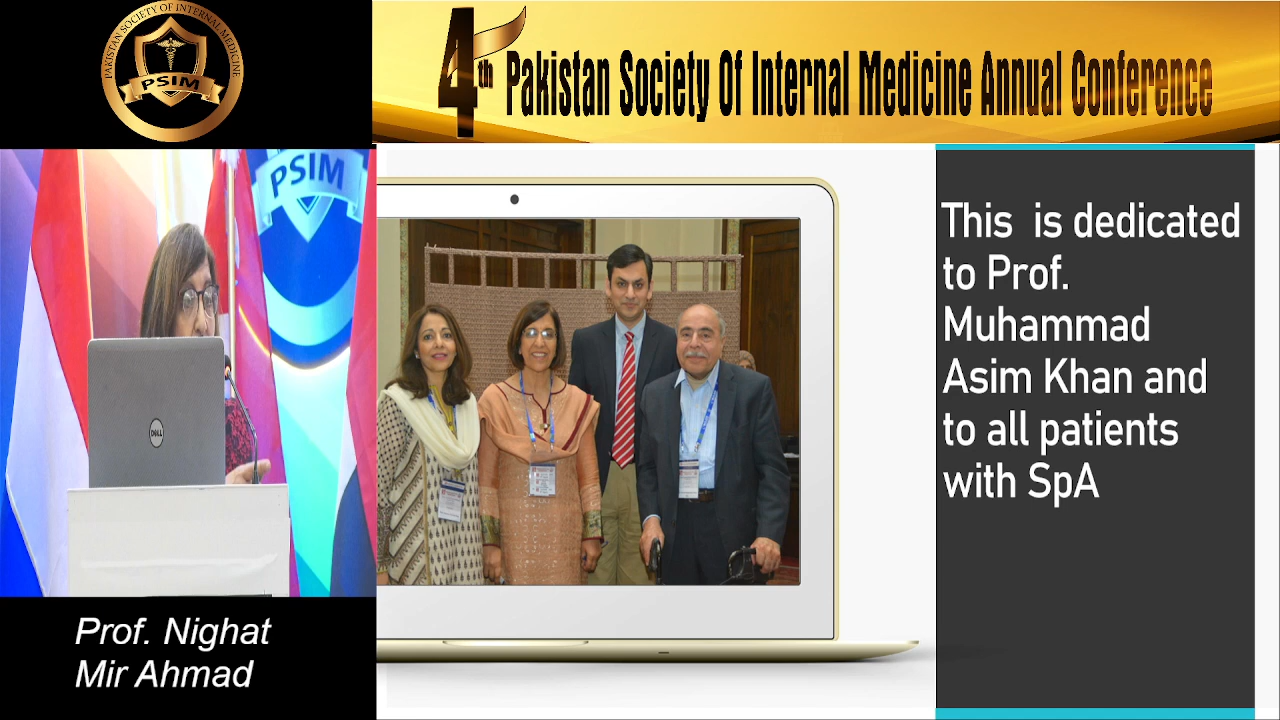 PAKISTAN SOCIETY OF INTERNAL MEDICINE
PSIM
4th Pakistan Society Of Internal Medicine Annual Conference
PSIM
DELL
This is dedicated
to Prof.
Muhammad
Asim Khan and
to all patients
with SpA
Prof. Nighat
Mir Ahmad